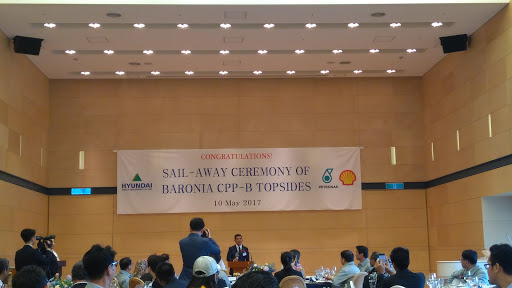 CONGRATULATIONS!
SAIL-AWAY CEREMONY OF
BARONIA CPP-B TOPSIDES
10 May 2017
HYUNDAI
PETRONAS